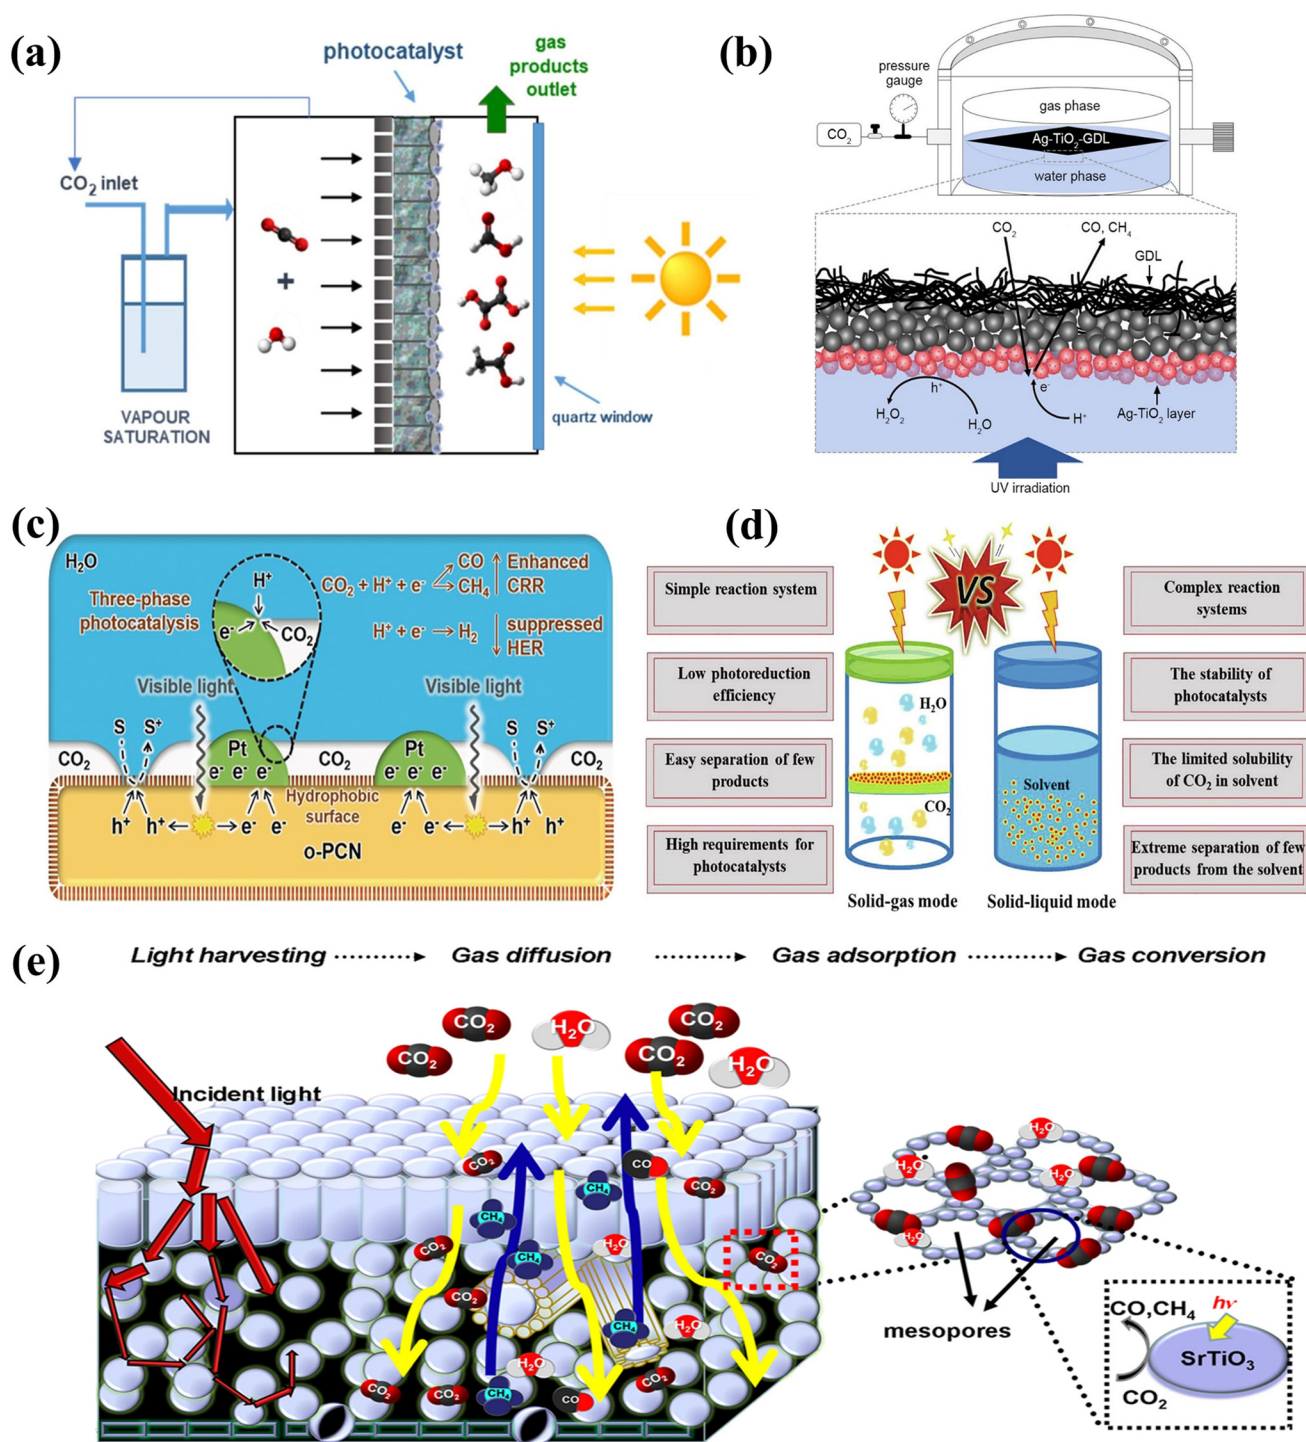 (a)
photocatalyst
gas
products
outlet
CO2 inlet
+
VAPOUR
SATURATION
quartz window
(b)
pressure
gauge
CO2
gas phase
Ag-TiO2-GDL
water phase
CO2
CO, CH4
GDL
h+
e-
H2O2
H2O
H+
Ag-TiO2 layer
UV irradiation
(c)
H2O
Three-phase
photocatalysis
H+
e-
CO2
CO2 + H+ + e-
CO
CH4
Enhanced
CRR
H+ + e- → H2
suppressed
HER
Visible light
Visible light
S
S+
S
S+
CO2
Pt
CO2
Pt
CO2
e- e- e-
e- e- e-
Hydrophobic
surface
h+
h+
e-
e-
e-
e-
h+
h+
o-PCN
(d)
VS
Simple reaction system
Low photoreduction
efficiency
Easy separation of few
products
High requirements for
photocatalysts
H2O
CO2
Solvent
Solid-gas mode
Solid-liquid mode
Complex reaction
systems
The stability of
photocatalysts
The limited solubility
of CO2 in solvent
Extreme separation of few
products from the solvent
(e)
Light harvesting
Gas diffusion
Gas adsorption
Gas conversion
CO2
H2O
CO2
CO2
CO2
H2O
Incident light
CO2
CO
CH4
CO2
CH4
CO2
H2O
CH4
CO2
CO2
CH4
H2O
H2O
CO2
CO2
CO2
CH4
CO
H2O
H2O
H2O
H2O
mesopores
CO,CH4
hν
SrTiO3
CO2